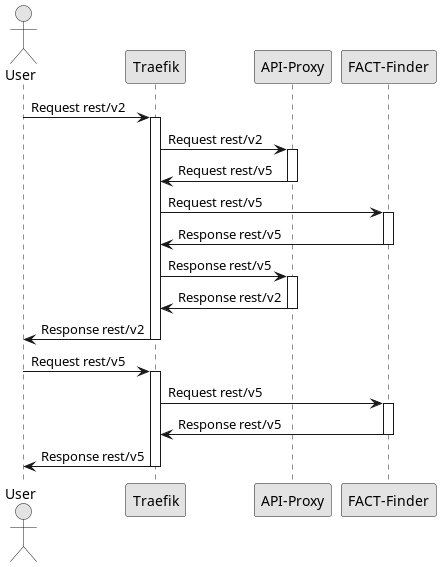 User
Traefik
API-Proxy
FACT-Finder
Request rest/v2
Request rest/v2
Request rest/v5
Request rest/v5
Response rest/v5
Response rest/v5
Response rest/v2
Response rest/v2
Request rest/v5
Request rest/v5
Response rest/v5
Response rest/v5
User
Traefik
API-Proxy
FACT-Finder